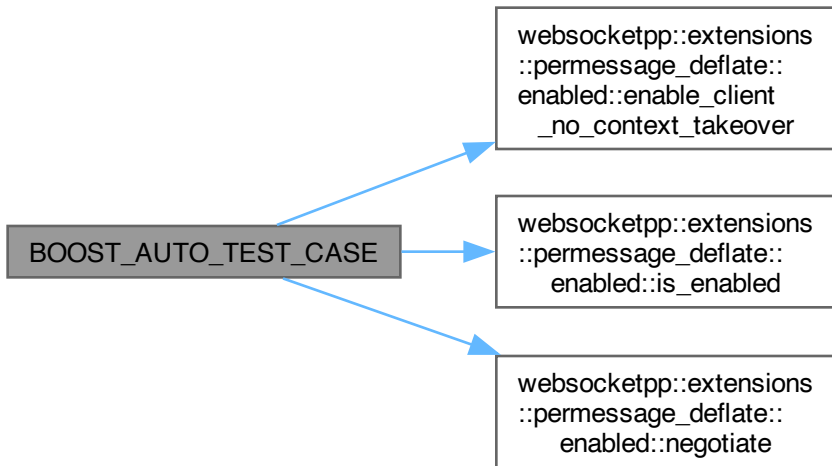 websocketpp::extensions
::permessage_deflate::
enabled::enable_client
_no_context_takeover
BOOST_AUTO_TEST_CASE
websocketpp::extensions
::permessage_deflate::
enabled::is_enabled
websocketpp::extensions
::permessage_deflate::
enabled::negotiate